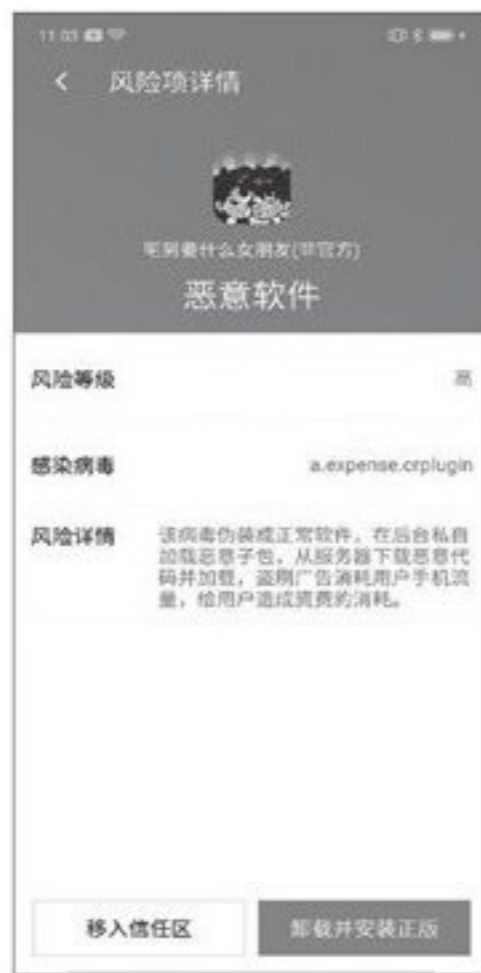 11:03
风险项详情
宅到要什么女朋友(非官方)
恶意软件
风险等级
高
感染病毒
a.expense.crplugin
风险详情
该病毒伪装成正常软件，在后台私自
加载恶意子包，从服务器下载恶意代
码并加载，盗刷广告消耗用户手机流
量，给用户造成资费的消耗。
移入信任区
卸载并安装正版